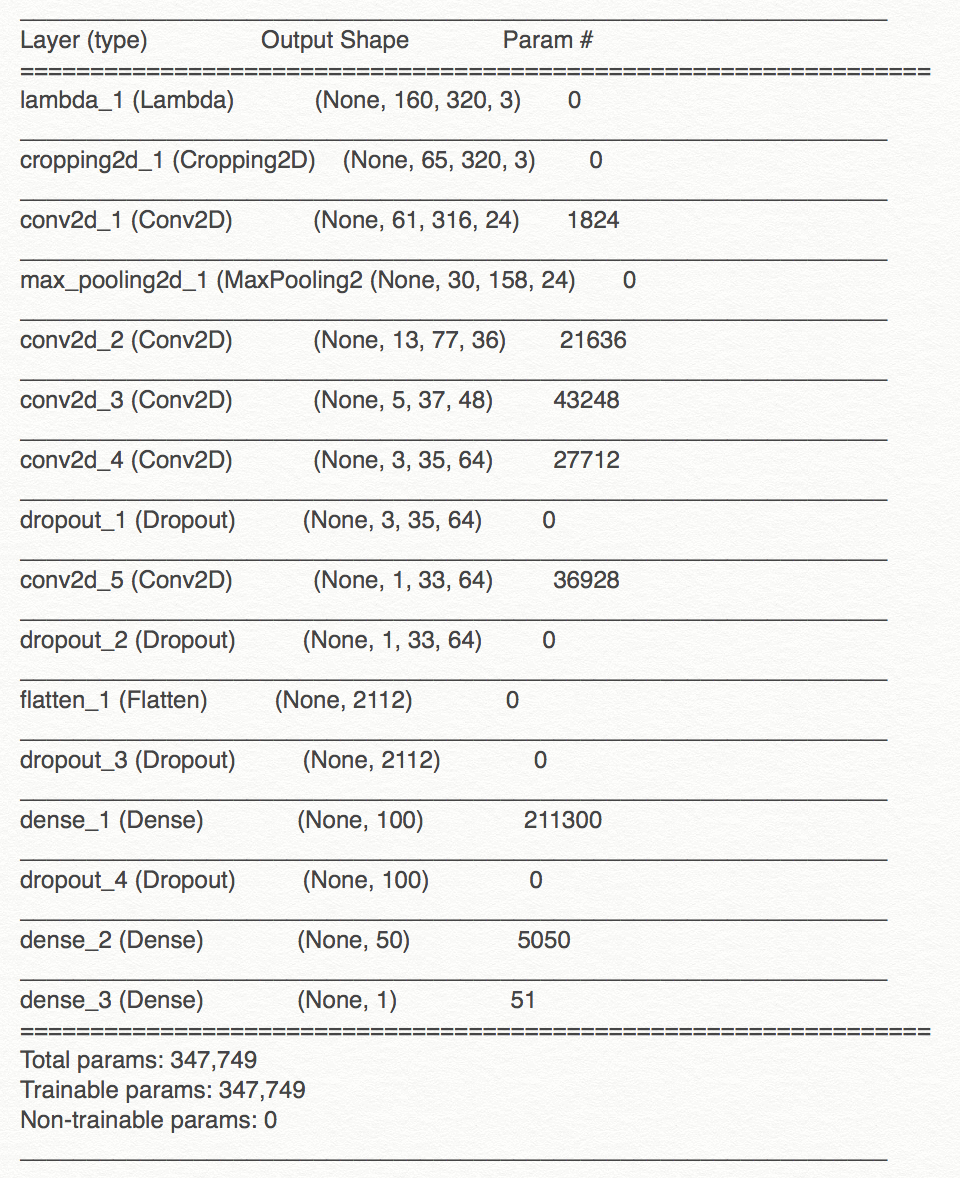 Layer (type) Output Shape Param #
=================================================================
lambda_1 (Lambda) (None, 160, 320, 3) 0
cropping2d_1 (Cropping2D) (None, 65, 320, 3) 0
conv2d_1 (Conv2D) (None, 61, 316, 24) 1824
max_pooling2d_1 (MaxPooling2 (None, 30, 158, 24) 0
conv2d_2 (Conv2D) (None, 13, 77, 36) 21636
conv2d_3 (Conv2D) (None, 5, 37, 48) 43248
conv2d_4 (Conv2D) (None, 3, 35, 64) 27712
dropout_1 (Dropout) (None, 3, 35, 64) 0
conv2d_5 (Conv2D) (None, 1, 33, 64) 36928
dropout_2 (Dropout) (None, 1, 33, 64) 0
flatten_1 (Flatten) (None, 2112) 0
dropout_3 (Dropout) (None, 2112) 0
dense_1 (Dense) (None, 100) 211300
dropout_4 (Dropout) (None, 100) 0
dense_2 (Dense) (None, 50) 5050
dense_3 (Dense) (None, 1) 51
=================================================================
Total params: 347,749
Trainable params: 347,749
Non-trainable params: 0